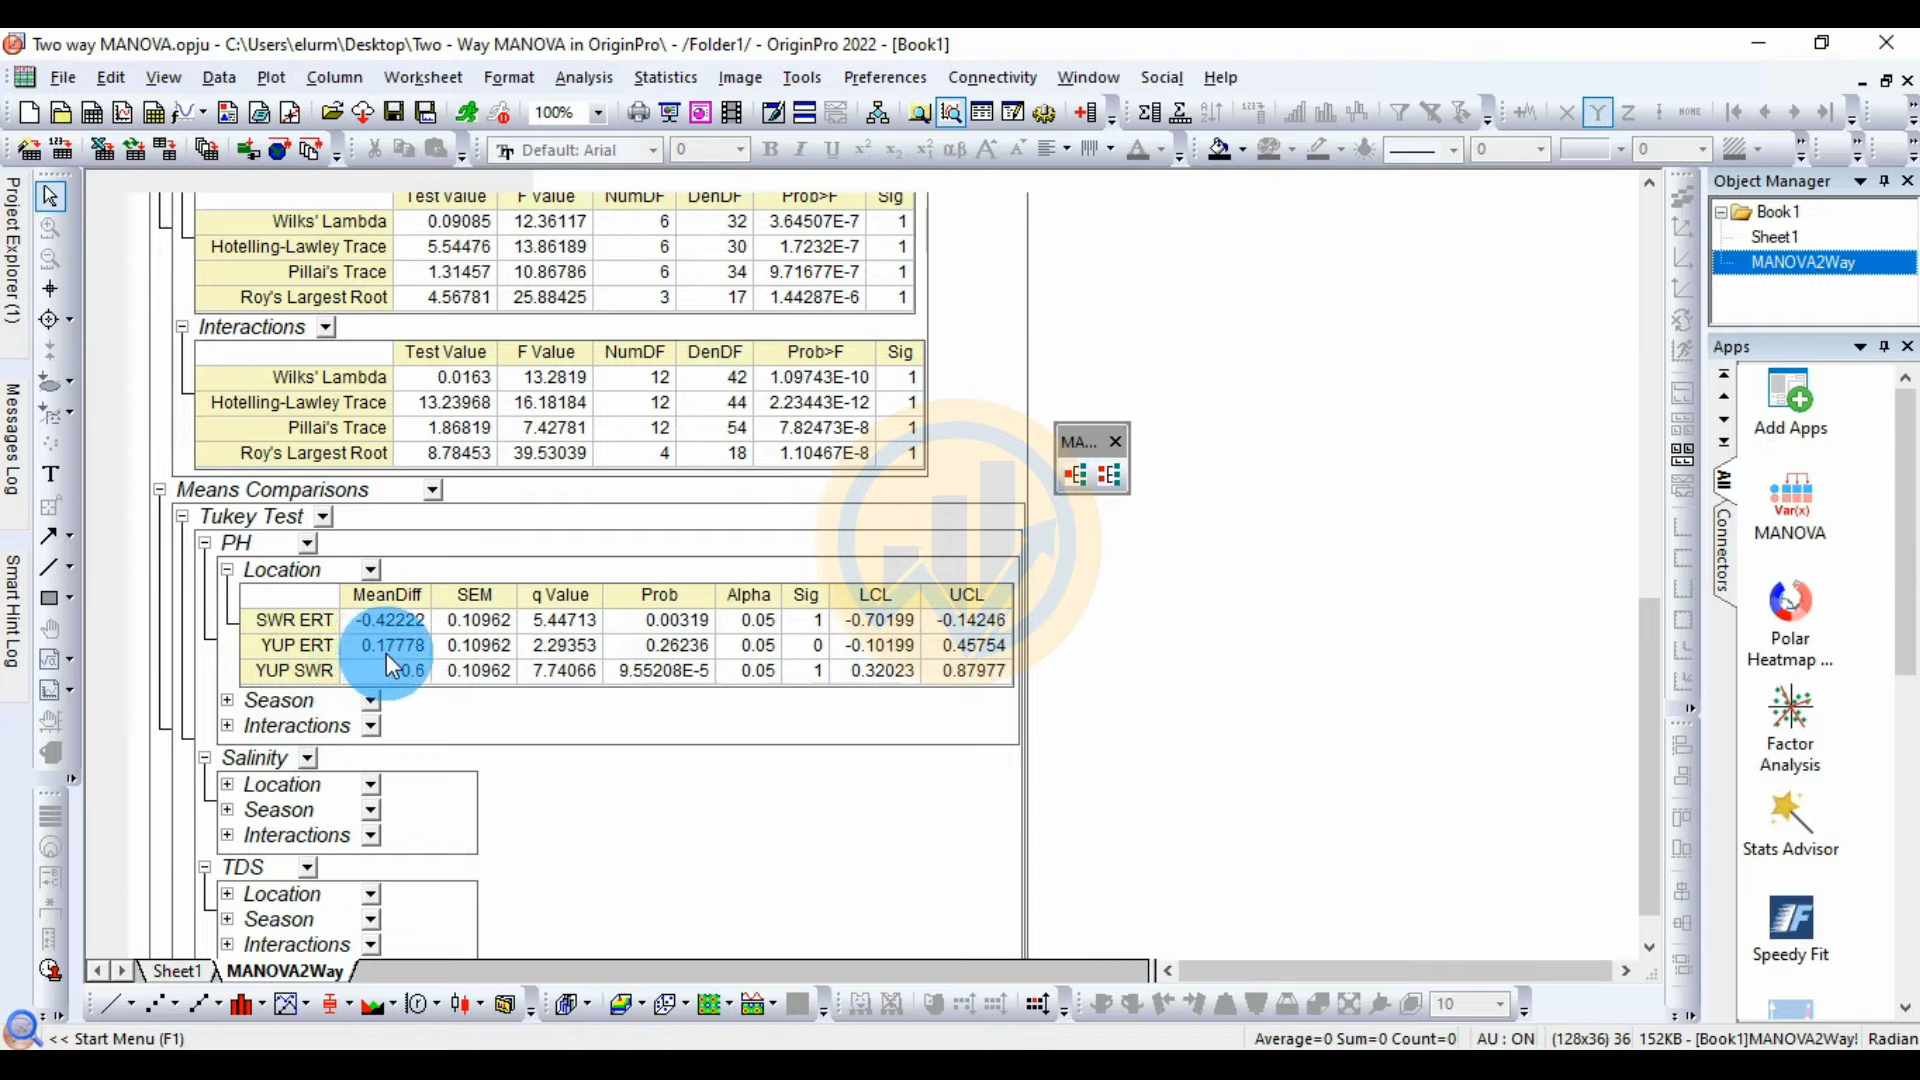 Two way MANOVA.opju - C:\Users\elurm\Desktop\Two - Way MANOVA in OriginPro\ - /Folder1/ - OriginPro 2022 - [Book1]
File Edit View Data Plot Column Worksheet Format Analysis Statistics Image Tools Preferences Connectivity Window Social Help
100%
Default: Arial 0 B I U 0 0
Project Explorer (1)
Messages Log
Smart Hint Log
Test Value F Value NumDF DenDF Prob>F Sig
Wilks' Lambda 0.09085 12.36117 6 32 3.64507E-7 1
Hotelling-Lawley Trace 5.54476 13.86189 6 30 1.7232E-7 1
Pillai's Trace 1.31457 10.86786 6 34 9.71677E-7 1
Roy's Largest Root 4.56781 25.88425 3 17 1.44287E-6 1
Interactions
Test Value F Value NumDF DenDF Prob>F Sig
Wilks' Lambda 0.0163 13.2819 12 42 1.09743E-10 1
Hotelling-Lawley Trace 13.23968 16.18184 12 44 2.23443E-12 1
Pillai's Trace 1.86819 7.42781 12 54 7.82473E-8 1
Roy's Largest Root 8.78453 39.53039 4 18 1.10467E-8 1
MA...
Means Comparisons
Tukey Test
PH
Location
MeanDiff SEM q Value Prob Alpha Sig LCL UCL
SWR ERT -0.42222 0.10962 5.44713 0.00319 0.05 1 -0.70199 -0.14246
YUP ERT 0.17778 0.10962 2.29353 0.26236 0.05 0 -0.10199 0.45754
YUP SWR 0.6 0.10962 7.74066 9.55208E-5 0.05 1 0.32023 0.87977
Season
Interactions
Salinity
Location
Season
Interactions
TDS
Location
Season
Interactions
Object Manager
Book1
Sheet1
MANOVA2Way
Apps
All
Connectors
Add Apps
Var(x)
MANOVA
Polar
Heatmap ...
Factor
Analysis
Stats Advisor
Speedy Fit
Sheet1 MANOVA2Way
10
<< Start Menu (F1) Average=0 Sum=0 Count=0 AU : ON (128x36) 36 152KB - [Book1]MANOVA2Way! Radian